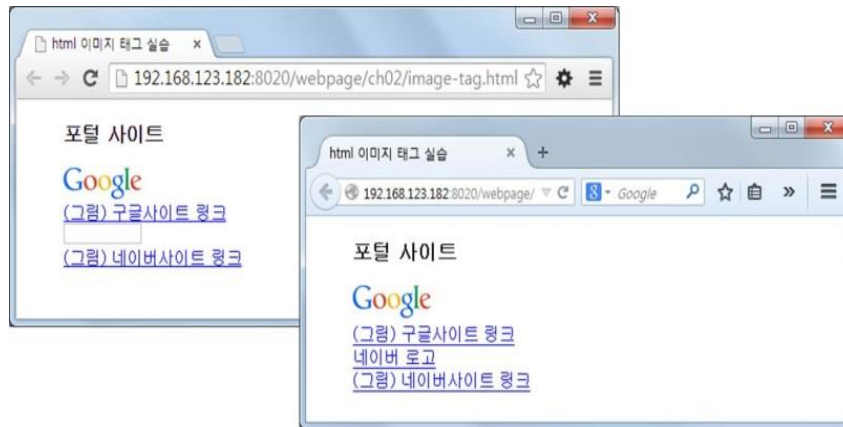 html 이미지 태그 실습
192.168.123.182:8020/webpage/ch02/image-tag.html
포털 사이트
Google
(그림) 구글사이트 링크
(그림) 네이버사이트 링크
html 이미지 태그 실습
192.168.123.182:8020/webpage/ 8 Google
포털 사이트
Google
(그림) 구글사이트 링크
네이버 로고
(그림) 네이버사이트 링크